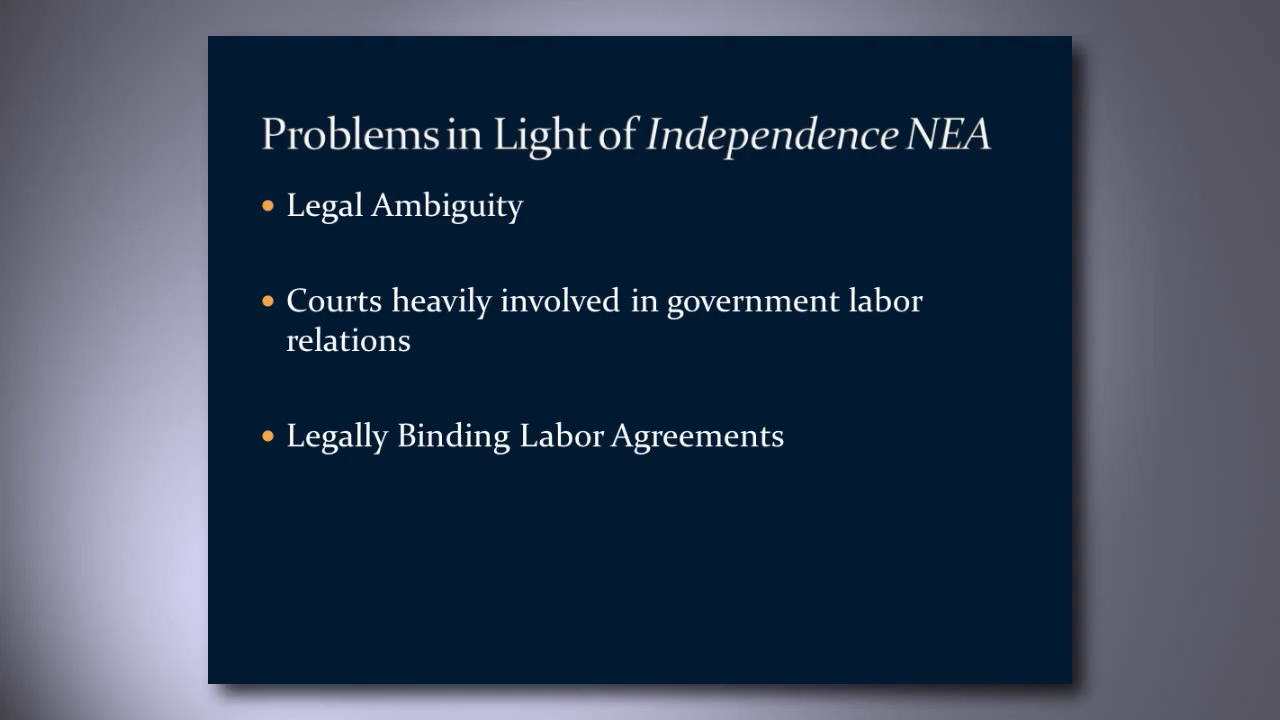 Problems in Light of Independence NEA
• Legal Ambiguity
• Courts heavily involved in government labor
relations
• Legally Binding Labor Agreements